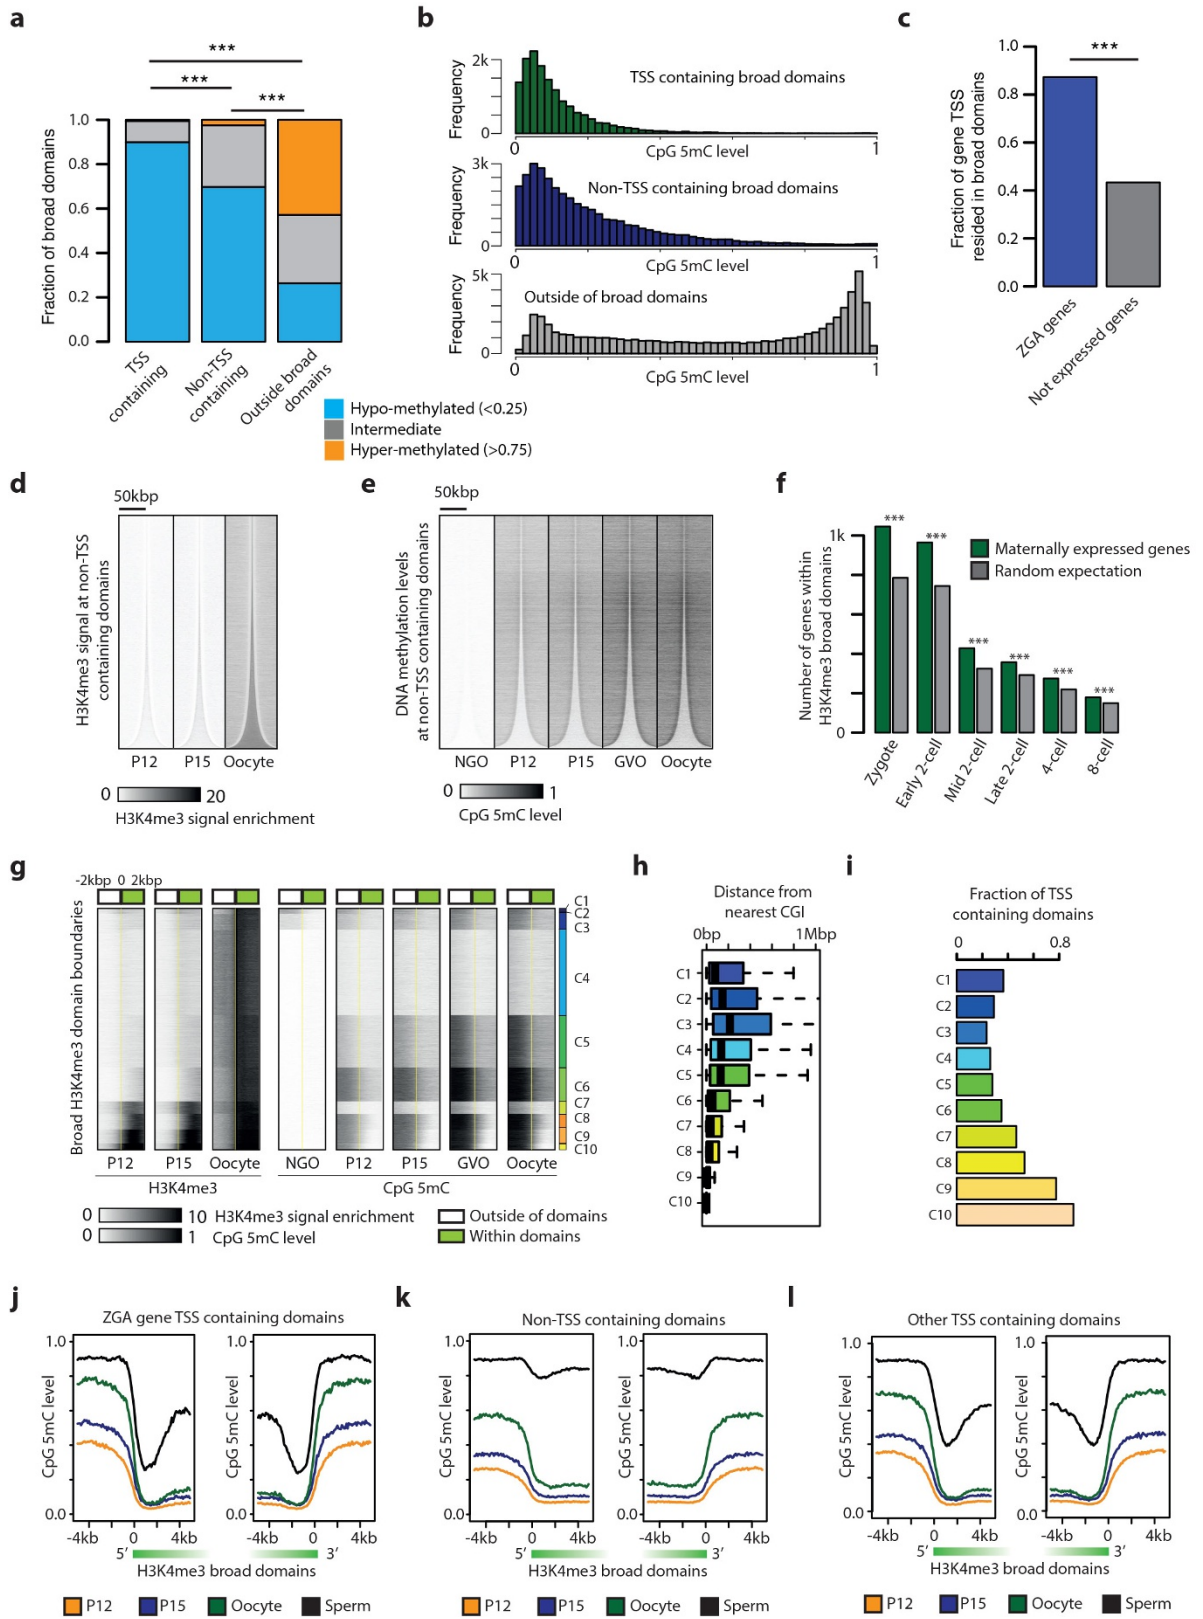 a
***
***
***
Fraction of broad domains
1.0
0.8
0.6
0.4
0.2
0.0
TSS
containing
Non-TSS
containing
Outside broad
domains
Hypo-methylated (<0.25)
Intermediate
Hyper-methylated (>0.75)
b
Frequency
2k
0
TSS containing broad domains
0 CpG 5mC level 1
Frequency
3k
0
Non-TSS containing broad domains
0 CpG 5mC level 1
Frequency
5k
0
Outside of broad domains
0 CpG 5mC level 1
c
***
Fraction of gene TSS
resided in broad domains
1.0
0.8
0.6
0.4
0.2
0.0
ZGA genes
Not expressed genes
d
50kbp
H3K4me3 signal at non-TSS
containing domains
P12 P15 Oocyte
0 20
H3K4me3 signal enrichment
e
50kbp
DNA methylation levels
at non-TSS containing domains
NGO P12 P15 GVO Oocyte
0 1
CpG 5mC level
f
Number of genes within
H3K4me3 broad domains
1k
0
*** *** *** *** *** ***
Maternally expressed genes
Random expectation
Zygote
Early 2-cell
Mid 2-cell
Late 2-cell
4-cell
8-cell
g
-2kbp 0 2kbp
Broad H3K4me3 domain boundaries
C1
C2
C3
C4
C5
C6
C7
C8
C9
C10
P12 P15 Oocyte NGO P12 P15 GVO Oocyte
H3K4me3 CpG 5mC
0 10 H3K4me3 signal enrichment
0 1 CpG 5mC level
Outside of domains
Within domains
h
Distance from
nearest CGI
0bp 1Mbp
C1
C2
C3
C4
C5
C6
C7
C8
C9
C10
i
Fraction of TSS
containing domains
0 0.8
C1
C2
C3
C4
C5
C6
C7
C8
C9
C10
j
ZGA gene TSS containing domains
CpG 5mC level
1.0
0.0
CpG 5mC level
1.0
0.0
-4kb 0 4kb -4kb 0 4kb
5' 3'
H3K4me3 broad domains
P12 P15 Oocyte Sperm
k
Non-TSS containing domains
CpG 5mC level
1.0
0.0
CpG 5mC level
1.0
0.0
-4kb 0 4kb -4kb 0 4kb
5' 3'
H3K4me3 broad domains
P12 P15 Oocyte Sperm
l
Other TSS containing domains
CpG 5mC level
1.0
0.0
CpG 5mC level
1.0
0.0
-4kb 0 4kb -4kb 0 4kb
5' 3'
H3K4me3 broad domains
P12 P15 Oocyte Sperm